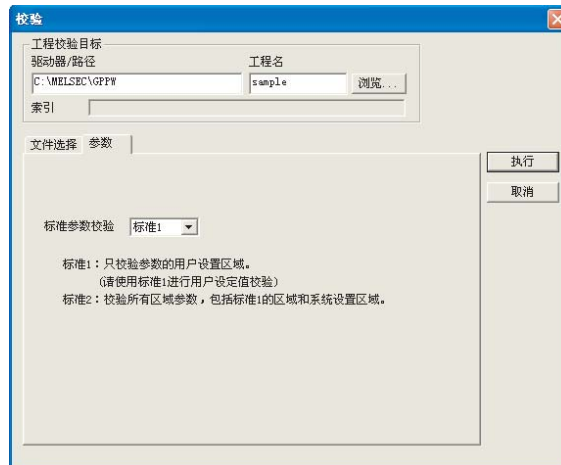 校验
工程校验目标
驱动器/路径 工程名
C:\MELSEC\GPPW sample 浏览...
索引
文件选择 参数
执行
取消
标准参数校验 标准1
标准1：只校验参数的用户设置区域。
(请使用标准1进行用户设定值校验)
标准2：校验所有区域参数，包括标准1的区域和系统设置区域。